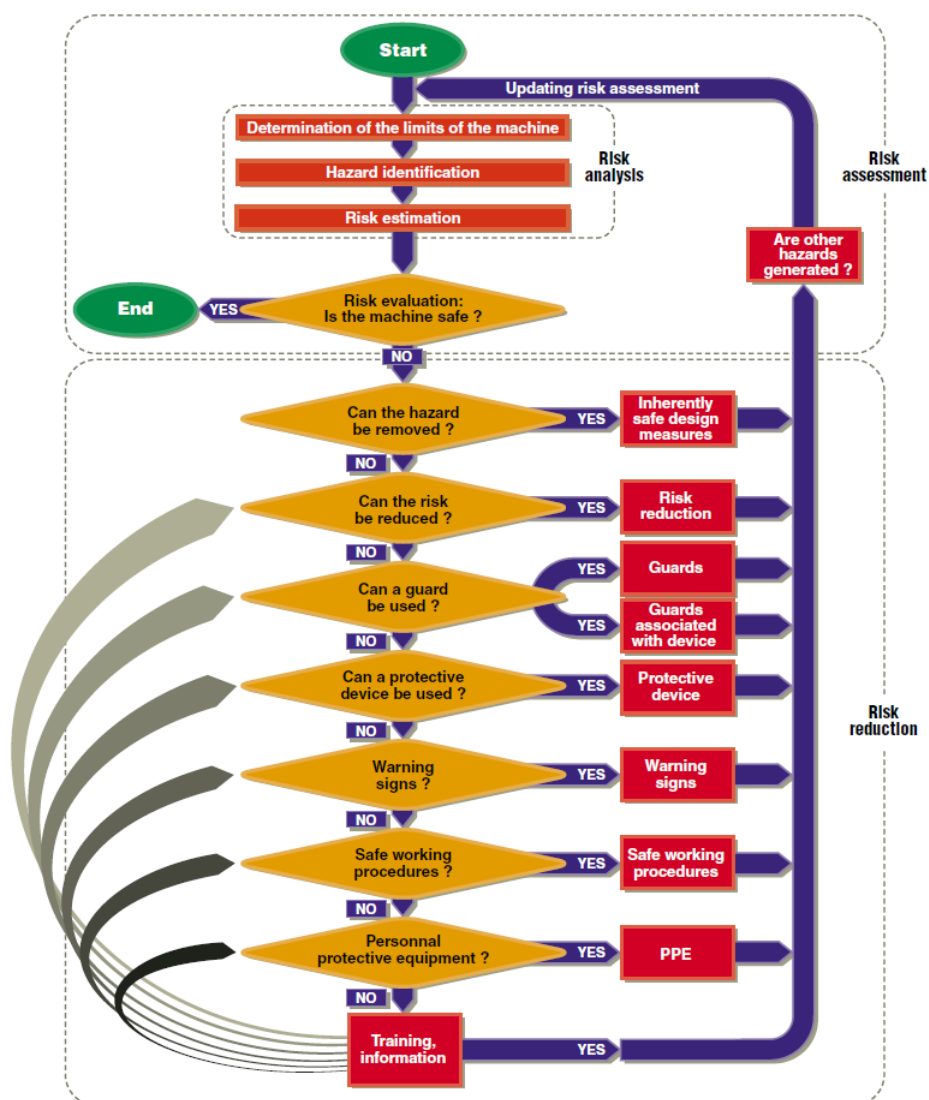 Start
Updating risk assessment
Determination of the limits of the machine
Hazard identification
Risk estimation
Risk
analysis
Risk
assessment
Are other
hazards
generated ?
End
YES
Risk evaluation:
Is the machine safe ?
NO
Can the hazard
be removed ?
YES
Inherently
safe design
measures
NO
Can the risk
be reduced ?
YES
Risk
reduction
NO
Can a guard
be used ?
YES
Guards
YES
Guards
associated
with device
NO
Can a protective
device be used ?
YES
Protective
device
Risk
reduction
NO
Warning
signs ?
YES
Warning
signs
NO
Safe working
procedures ?
YES
Safe working
procedures
NO
Personnal
protective equipment ?
YES
PPE
NO
Training,
information
YES